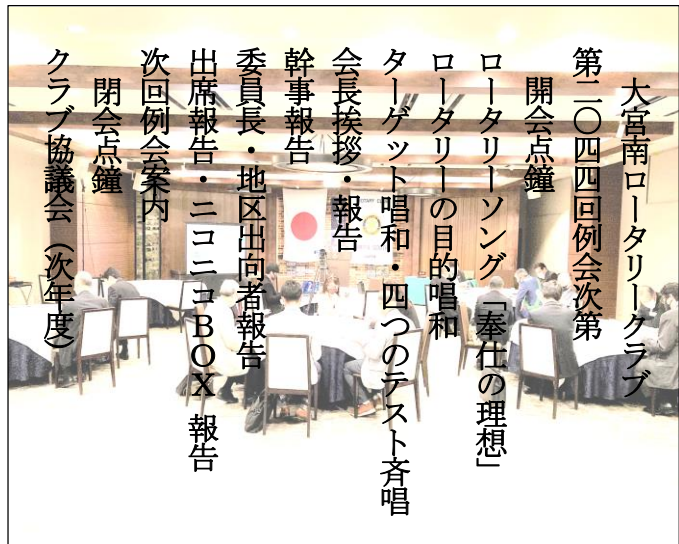 大宮南ロータリークラブ
第二〇四四回例会次第
開会点鐘
ロータリーソング「奉仕の理想」
ロータリーの目的唱和
ターゲット唱和・四つのテスト斉唱
会長挨拶・報告
幹事報告
委員長・地区出向者報告
出席報告・ニコニコBOX 報告
次回例会案内
閉会点鐘
クラブ協議会（次年度）